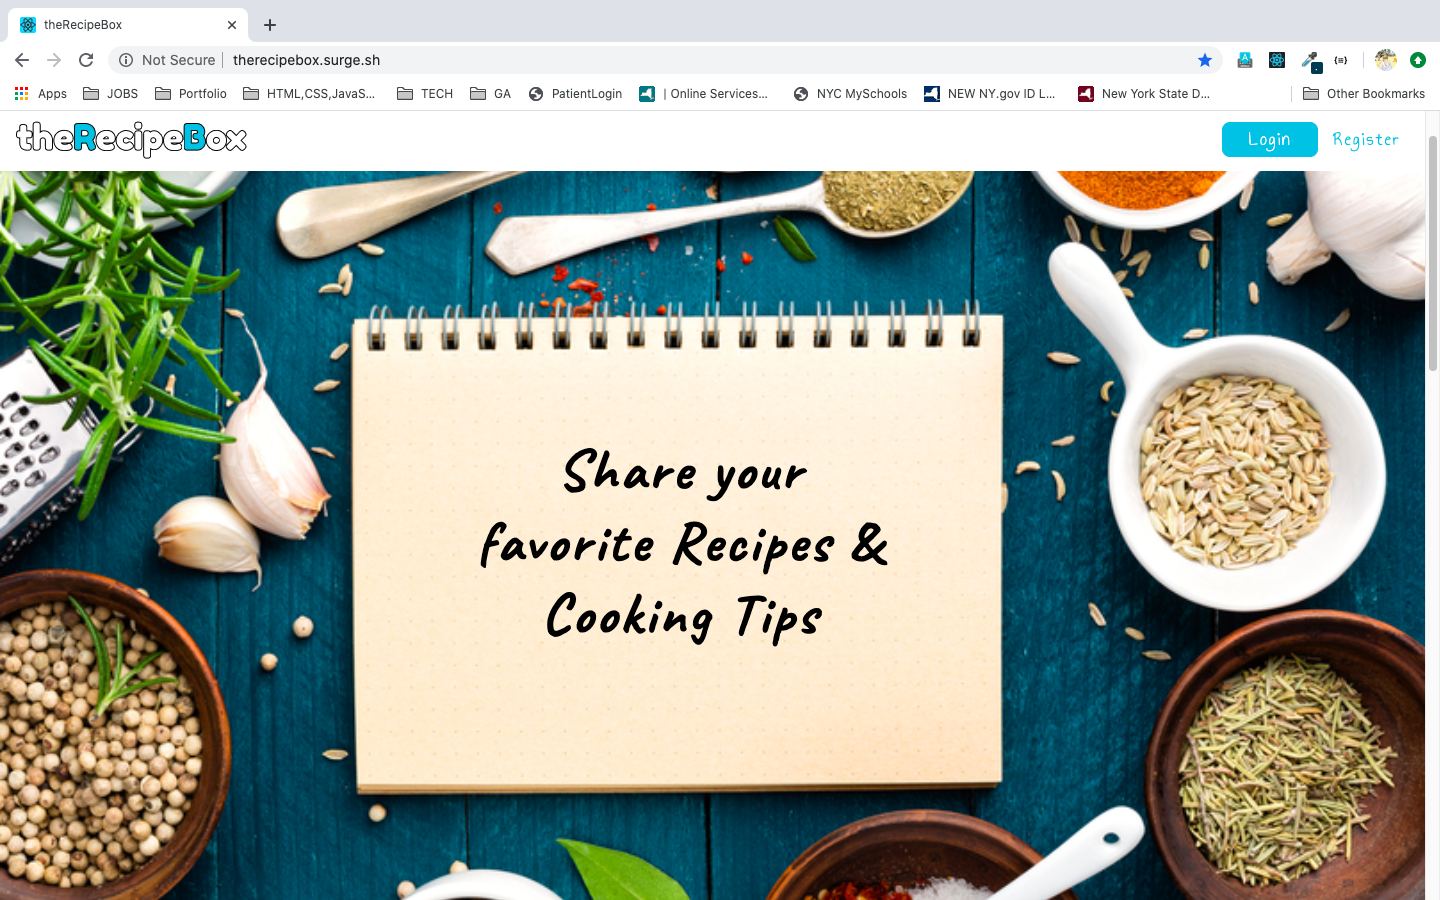 theRecipeBox
Not Secure | therecipebox.surge.sh
Apps JOBS Portfolio HTML,CSS,JavaS... TECH GA PatientLogin | Online Services... NYC MySchools NEW NY.gov ID L... New York State D... Other Bookmarks
theRecipeBox Login Register
Share your
favorite Recipes &
Cooking Tips